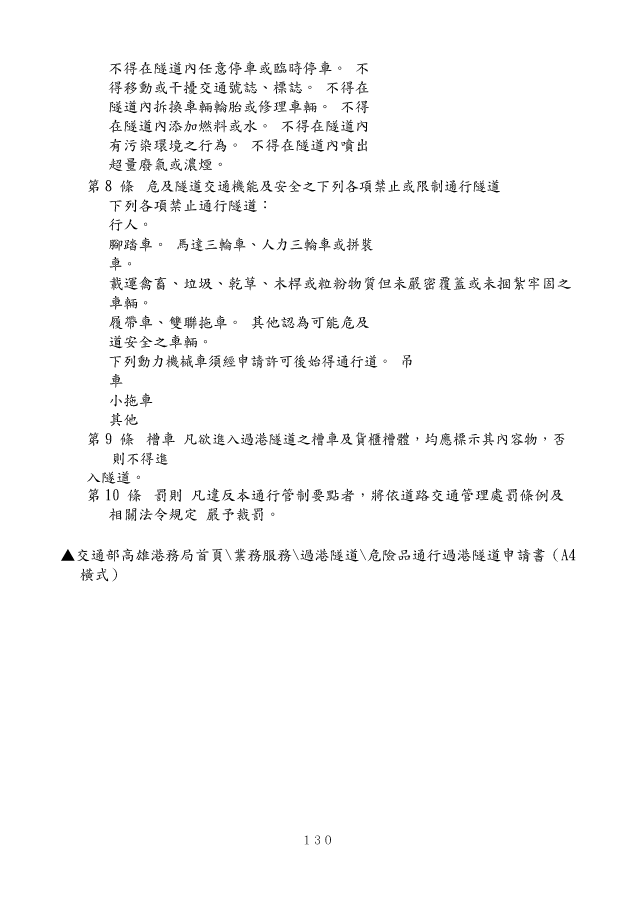 不得在隧道內任意停車或臨時停車。 不
得移動或干擾交通號誌、標誌。 不得在
隧道內拆換車輛輪胎或修理車輛。 不得
在隧道內添加燃料或水。 不得在隧道內
有污染環境之行為。 不得在隧道內噴出
超量廢氣或濃煙。
第 8 條 危及隧道交通機能及安全之下列各項禁止或限制通行隧道
下列各項禁止通行隧道：
行人。
腳踏車。 馬達三輪車、人力三輪車或拼裝
車。
載運禽畜、垃圾、乾草、木桿或粒粉物質但未嚴密覆蓋或未捆紮牢固之
車輛。
履帶車、雙聯拖車。 其他認為可能危及
道安全之車輛。
下列動力機械車須經申請許可後始得通行道。 吊
車
小拖車
其他
第 9 條 槽車 凡欲進入過港隧道之槽車及貨櫃槽體，均應標示其內容物，否
則不得進
入隧道。
第 10 條 罰則 凡違反本通行管制要點者，將依道路交通管理處罰條例及
相關法令規定 嚴予裁罰。
▲交通部高雄港務局首頁\業務服務\過港隧道\危險品通行過港隧道申請書（A4
橫式）
130